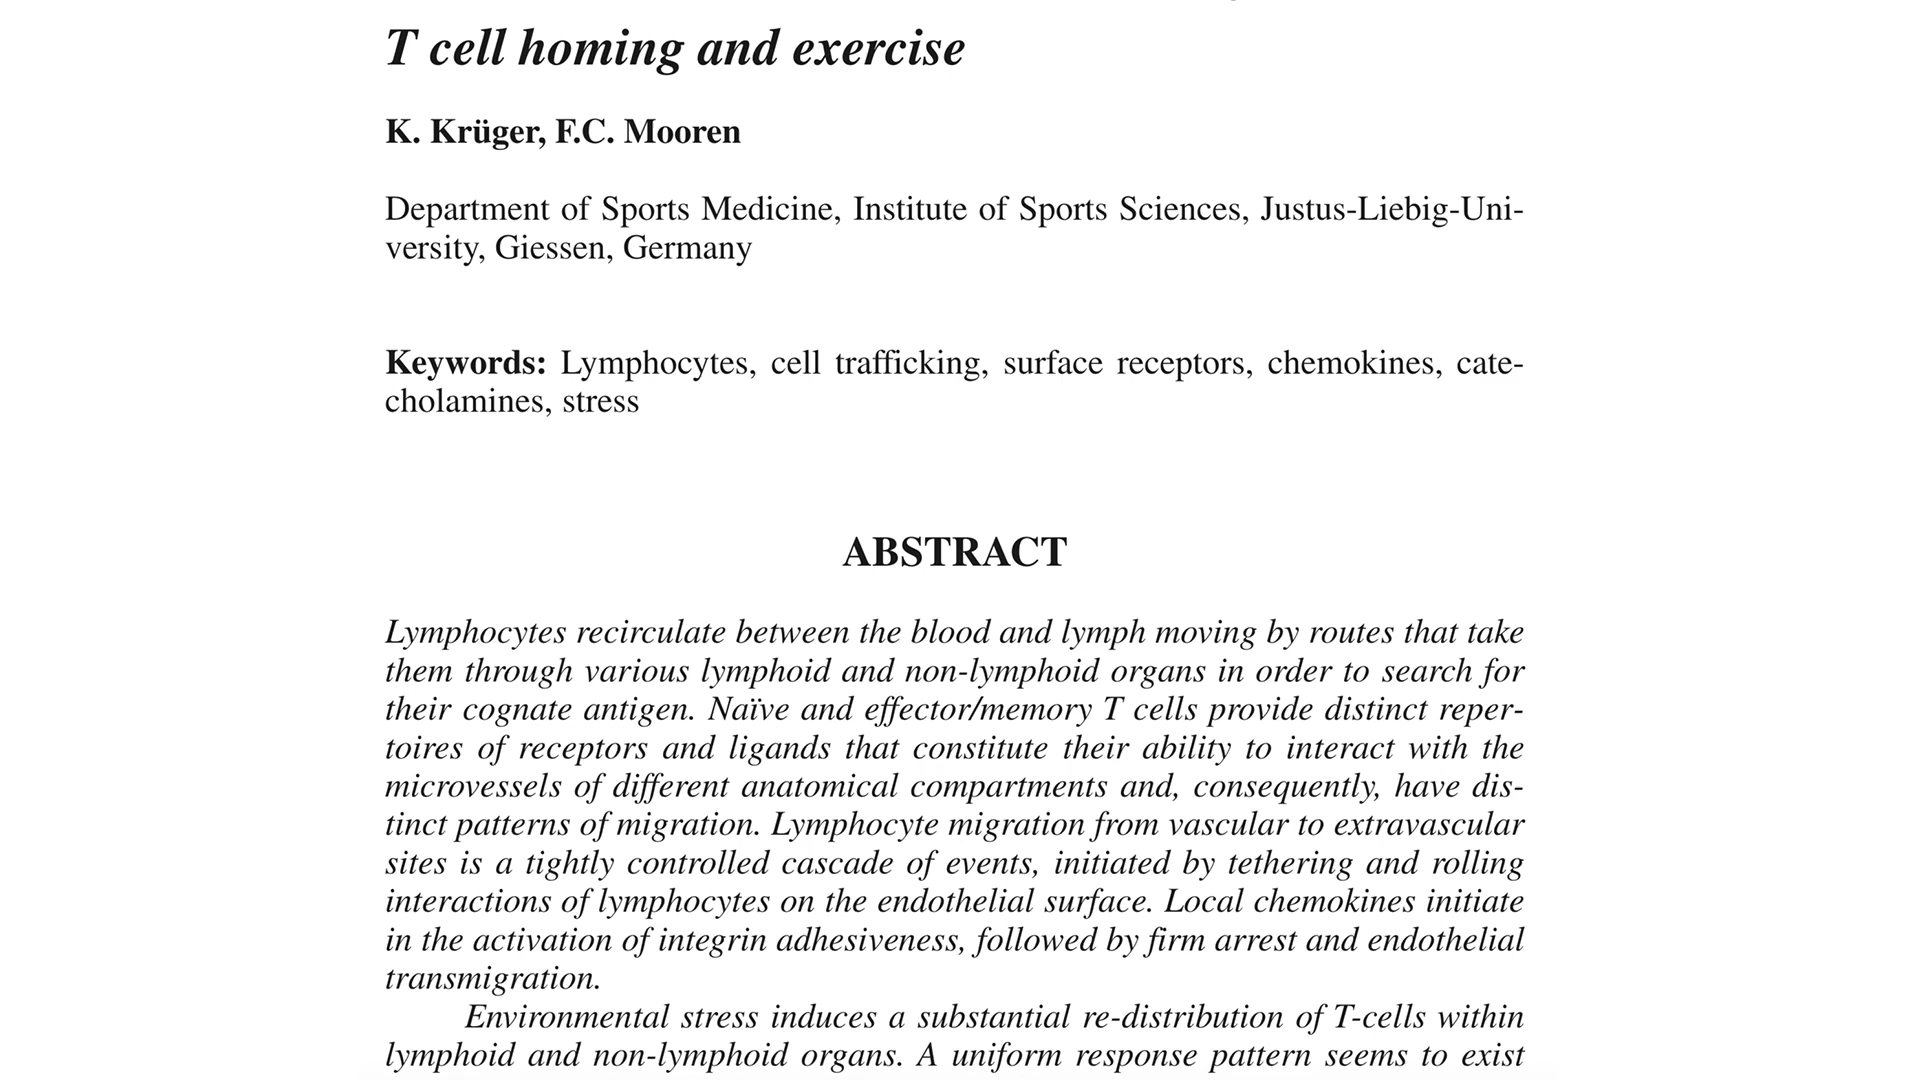 T cell homing and exercise
K. Krüger, F.C. Mooren
Department of Sports Medicine, Institute of Sports Sciences, Justus-Liebig-Uni-
versity, Giessen, Germany
Keywords: Lymphocytes, cell trafficking, surface receptors, chemokines, cate-
cholamines, stress
ABSTRACT
Lymphocytes recirculate between the blood and lymph moving by routes that take
them through various lymphoid and non-lymphoid organs in order to search for
their cognate antigen. Naïve and effector/memory T cells provide distinct reper-
toires of receptors and ligands that constitute their ability to interact with the
microvessels of different anatomical compartments and, consequently, have dis-
tinct patterns of migration. Lymphocyte migration from vascular to extravascular
sites is a tightly controlled cascade of events, initiated by tethering and rolling
interactions of lymphocytes on the endothelial surface. Local chemokines initiate
in the activation of integrin adhesiveness, followed by firm arrest and endothelial
transmigration.
Environmental stress induces a substantial re-distribution of T-cells within
lymphoid and non-lymphoid organs. A uniform response pattern seems to exist